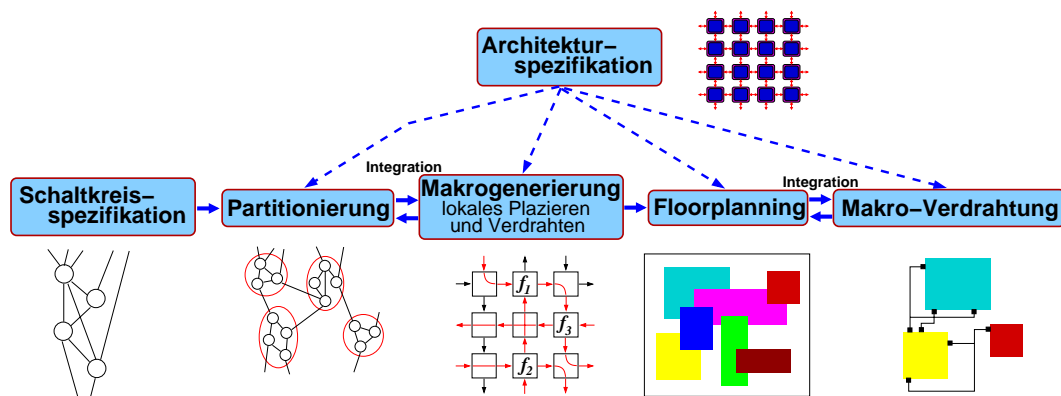 Architektur–
spezifikation
Integration
Integration
Schaltkreis–
spezifikation
Partitionierung
Makrogenerierung
lokales Plazieren
und Verdrahten
Floorplanning
Makro–Verdrahtung
f1
f3
f2